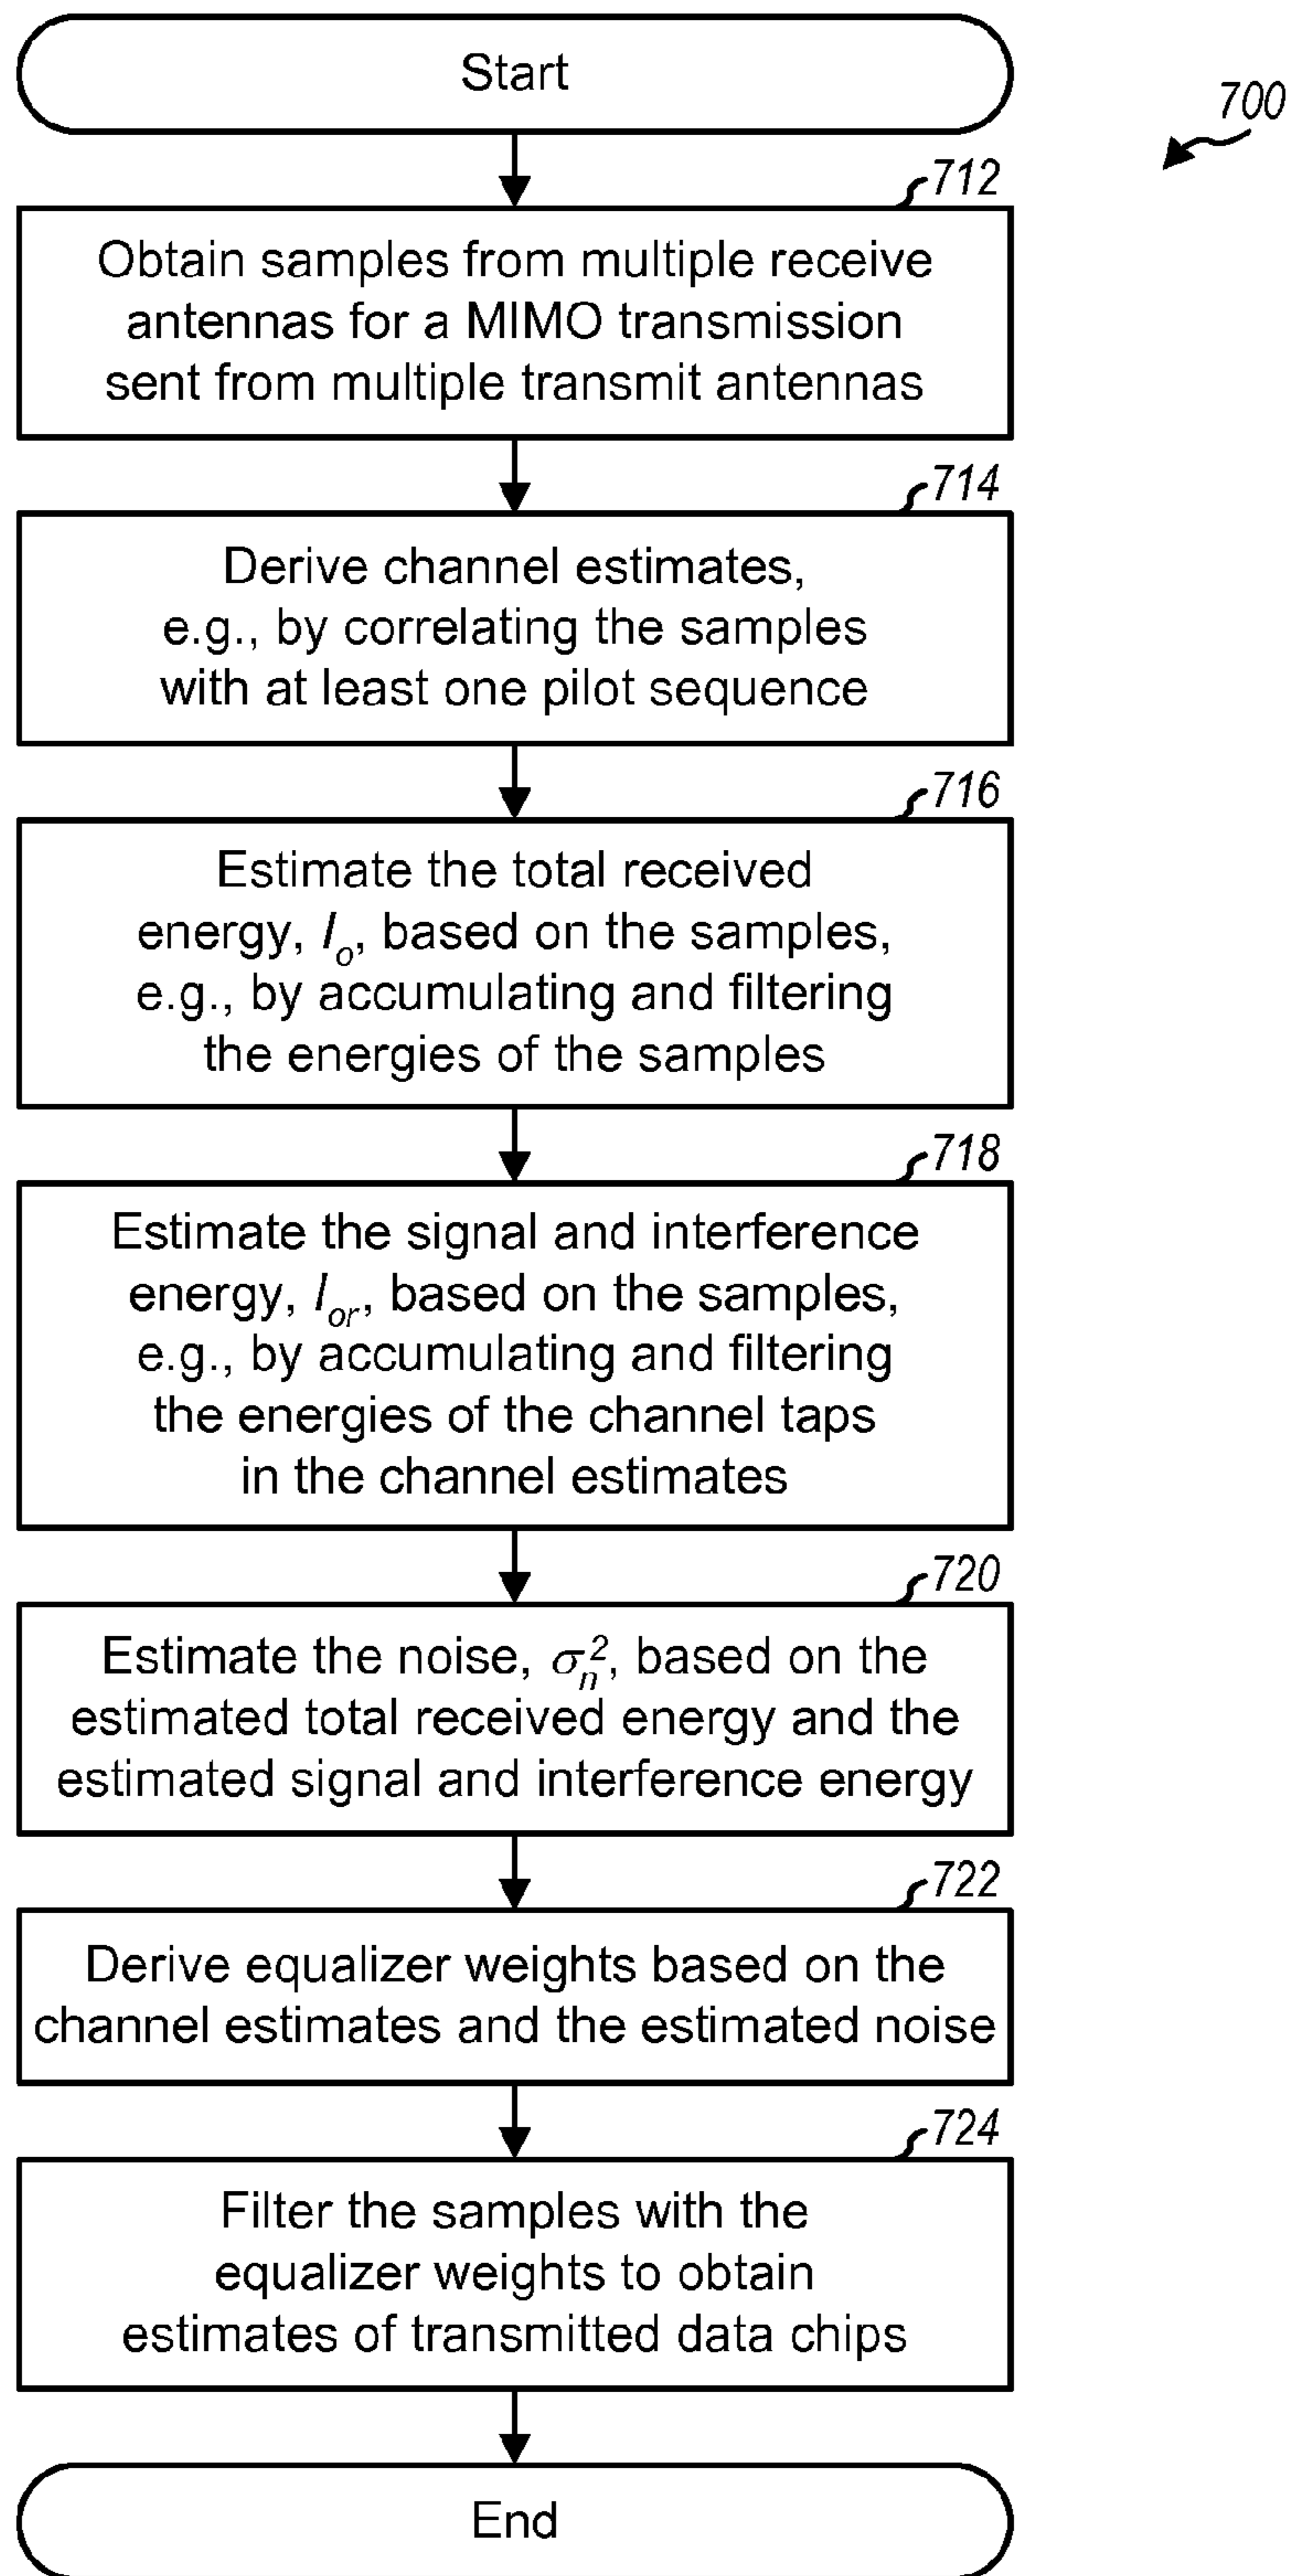 Start
700
712
Obtain samples from multiple receive
antennas for a MIMO transmission
sent from multiple transmit antennas
714
Derive channel estimates,
e.g., by correlating the samples
with at least one pilot sequence
716
Estimate the total received
energy, I_o, based on the samples,
e.g., by accumulating and filtering
the energies of the samples
718
Estimate the signal and interference
energy, I_or, based on the samples,
e.g., by accumulating and filtering
the energies of the channel taps
in the channel estimates
720
Estimate the noise, σ_n^2, based on the
estimated total received energy and the
estimated signal and interference energy
722
Derive equalizer weights based on the
channel estimates and the estimated noise
724
Filter the samples with the
equalizer weights to obtain
estimates of transmitted data chips
End